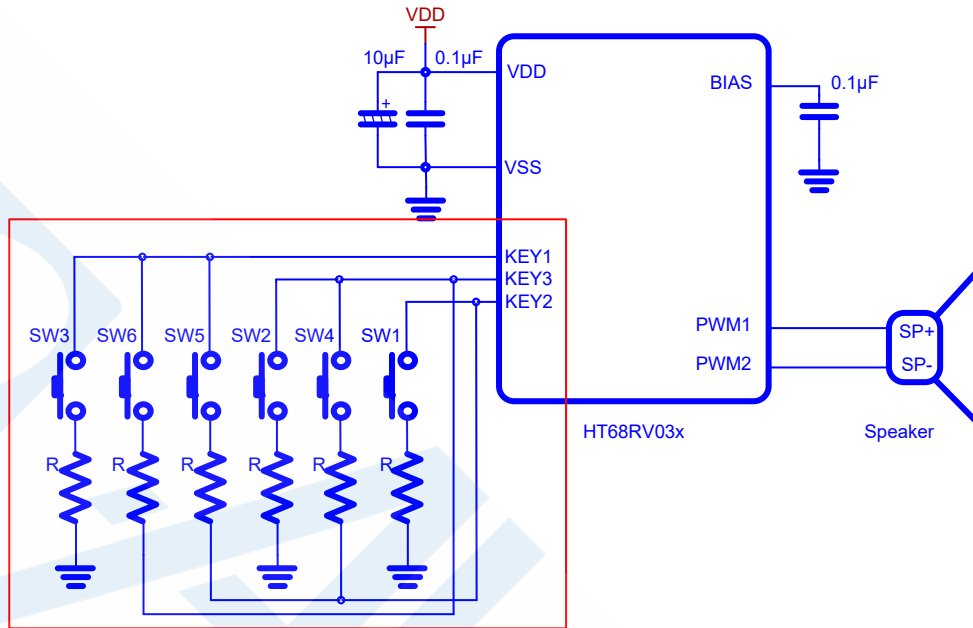 VDD
10µF 0.1µF
VDD
BIAS 0.1µF
+
VSS
KEY1
KEY3
KEY2
SW3 SW6 SW5 SW2 SW4 SW1
PWM1 SP+
PWM2 SP-
HT68RV03x Speaker
R R R R R R